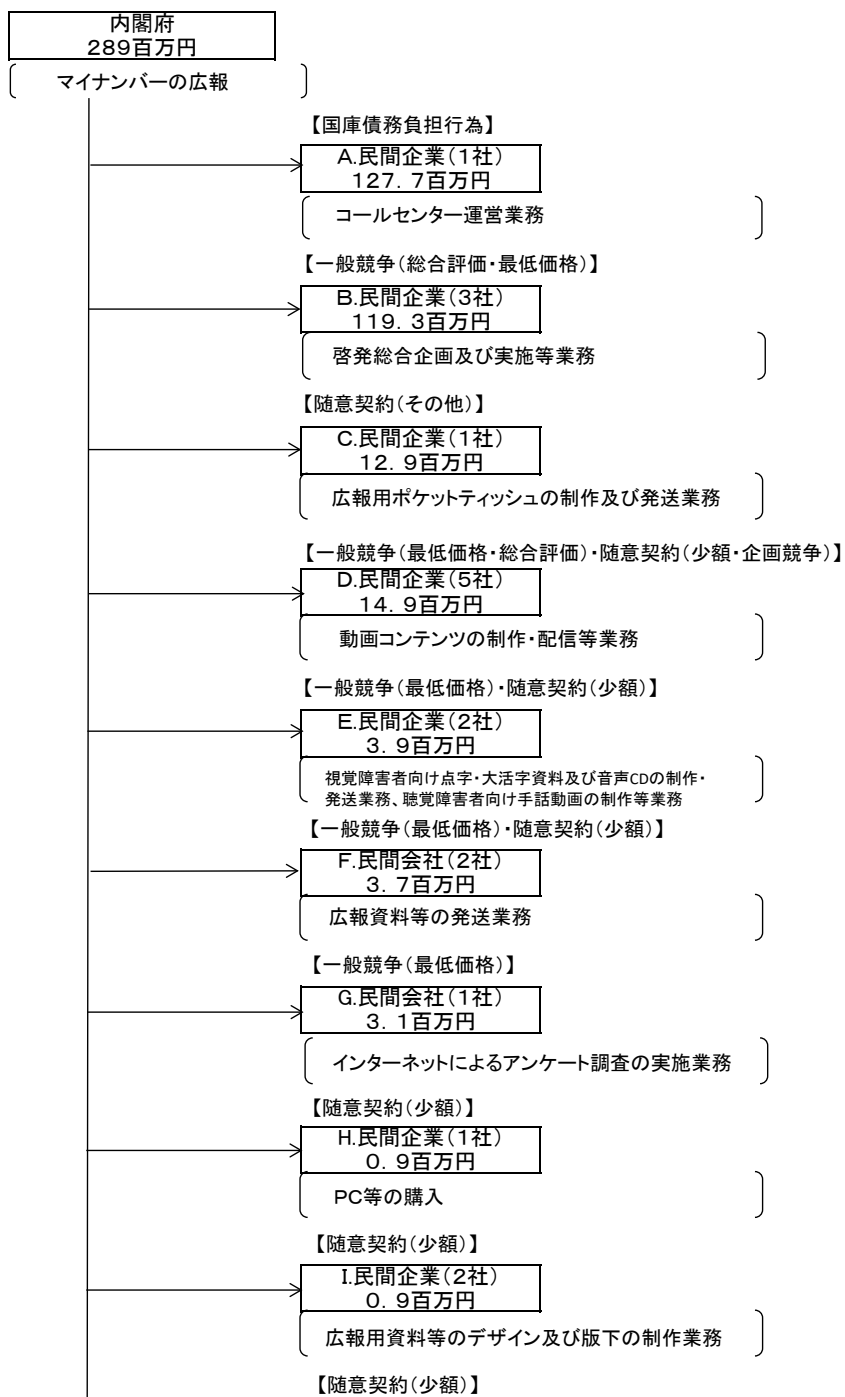 内閣府
289百万円
マイナンバーの広報
【国庫債務負担行為】
A.民間企業（1社）
127．7百万円
コールセンター運営業務
【一般競争（総合評価・最低価格）】
B.民間企業（3社）
119．3百万円
啓発総合企画及び実施等業務
【随意契約（その他）】
C.民間企業（1社）
12．9百万円
広報用ポケットティッシュの制作及び発送業務
【一般競争（最低価格・総合評価）・随意契約（少額・企画競争）】
D.民間企業（5社）
14．9百万円
動画コンテンツの制作・配信等業務
【一般競争（最低価格）・随意契約（少額）】
E.民間企業（2社）
3．9百万円
視覚障害者向け点字・大活字資料及び音声CDの制作・
発送業務、聴覚障害者向け手話動画の制作等業務
【一般競争（最低価格）・随意契約（少額）】
F.民間会社（2社）
3．7百万円
広報資料等の発送業務
【一般競争（最低価格）】
G.民間会社（1社）
3．1百万円
インターネットによるアンケート調査の実施業務
【随意契約（少額）】
H.民間企業（1社）
0．9百万円
PC等の購入
【随意契約（少額）】
I.民間企業（2社）
0．9百万円
広報用資料等のデザイン及び版下の制作業務
【随意契約（少額）】